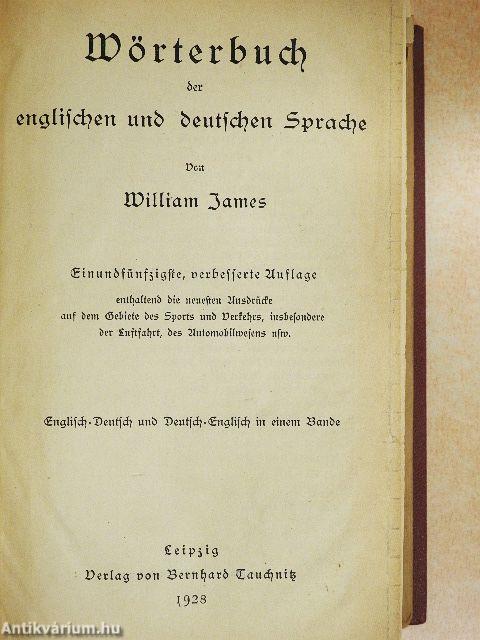 Wörterbuch
der
englischen und deutschen Sprache
Von
William James
Einundfünfzigste, verbesserte Auflage
enthaltend die neuesten Ausdrücke
auf dem Gebiete des Sports und Verkehrs, insbesondere
der Luftfahrt, des Automobilwesens usw.
Englisch-Deutsch und Deutsch-Englisch in einem Bande
Leipzig
Verlag von Bernhard Tauchnitz
1928
Antikvárium.hu